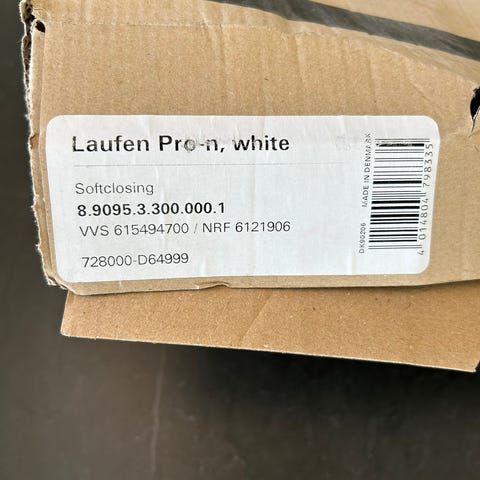 Laufen Pro-n, white
Softclosing
8.9095.3.300.000.1
VVS 615494700 / NRF 6121906
728000-D64999
DK90206
MADE IN DENMARK
4 014804 798335